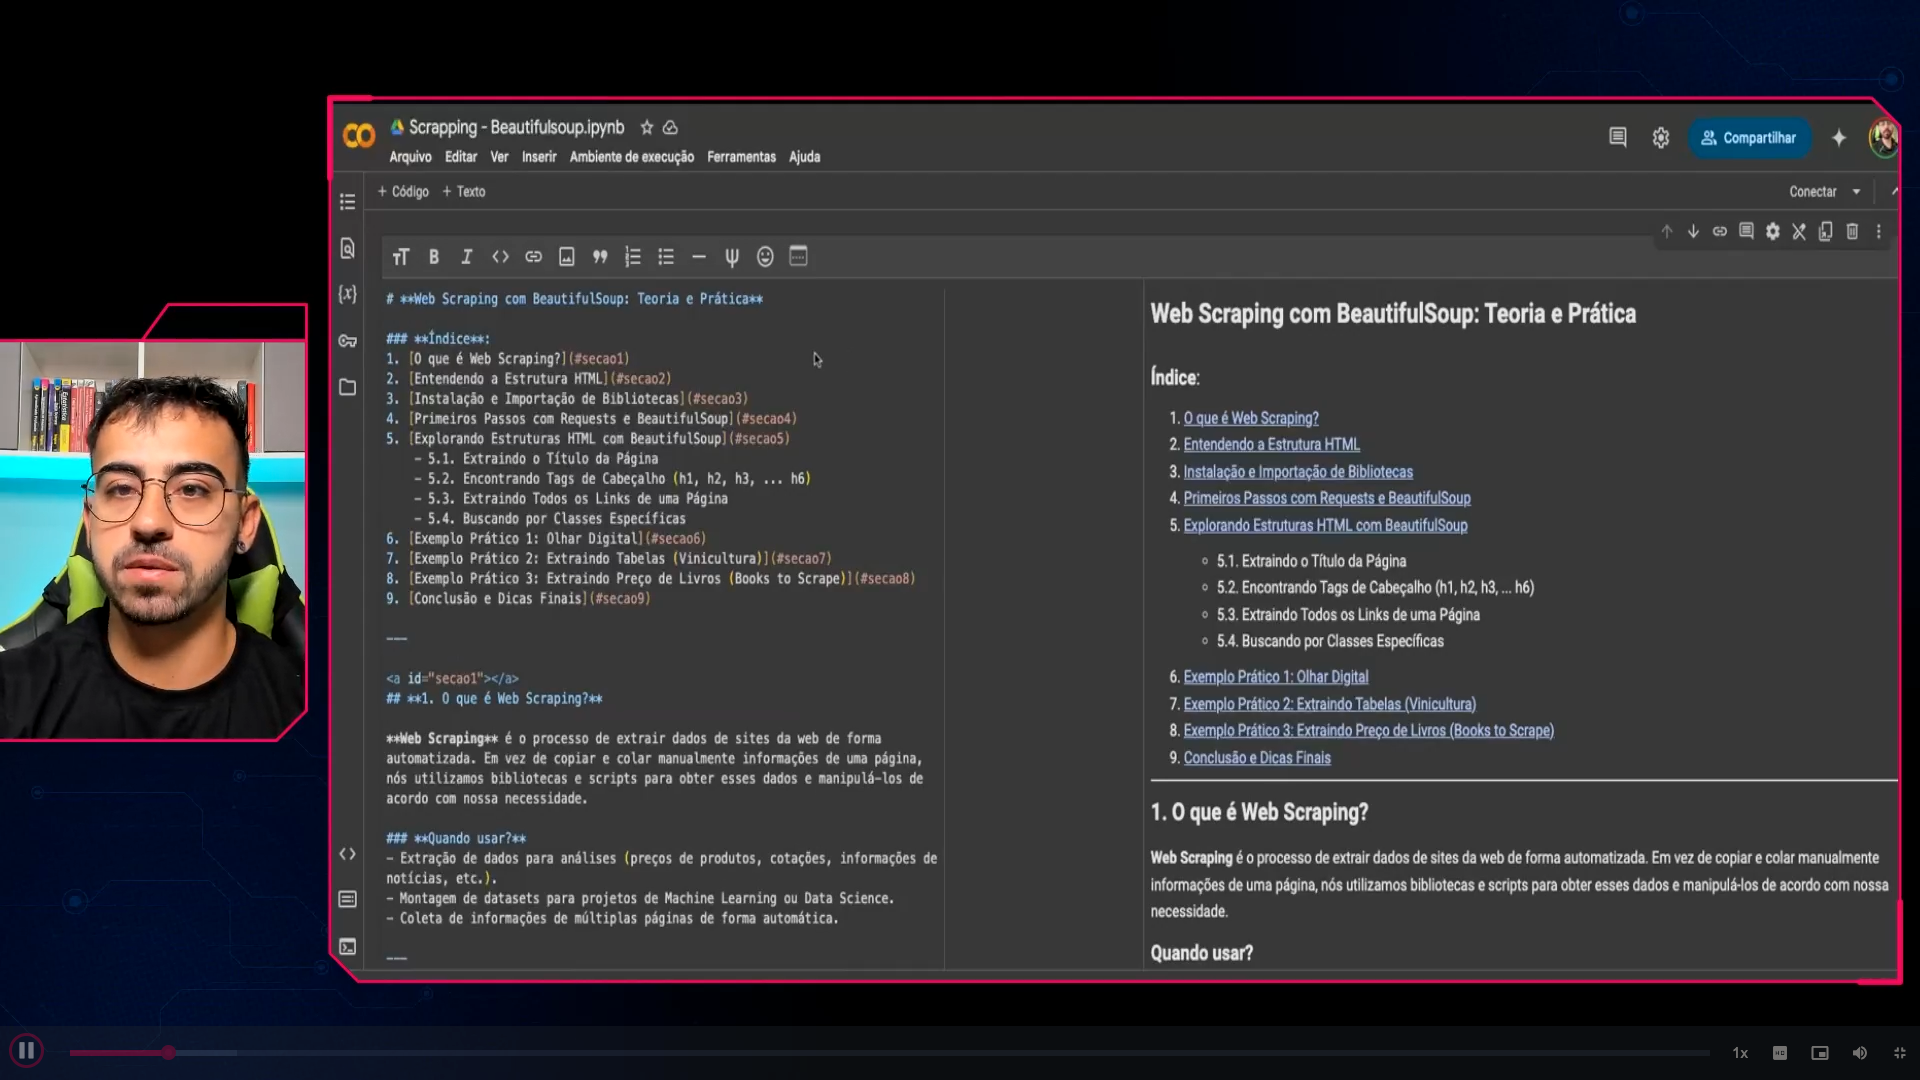 Scrapping - Beautifulsoup.ipynb
Arquivo Editar Ver Inserir Ambiente de execução Ferramentas Ajuda
Compartilhar
+ Código + Texto
Conectar
# **Web Scraping com BeautifulSoup: Teoria e Prática**
### **Índice**:
1. [O que é Web Scraping?](#secao1)
2. [Entendendo a Estrutura HTML](#secao2)
3. [Instalação e Importação de Bibliotecas](#secao3)
4. [Primeiros Passos com Requests e BeautifulSoup](#secao4)
5. [Explorando Estruturas HTML com BeautifulSoup](#secao5)
- 5.1. Extraindo o Título da Página
- 5.2. Encontrando Tags de Cabeçalho (h1, h2, h3, ... h6)
- 5.3. Extraindo Todos os Links de uma Página
- 5.4. Buscando por Classes Específicas
6. [Exemplo Prático 1: Olhar Digital](#secao6)
7. [Exemplo Prático 2: Extraindo Tabelas (Vinicultura)](#secao7)
8. [Exemplo Prático 3: Extraindo Preço de Livros (Books to Scrape)](#secao8)
9. [Conclusão e Dicas Finais](#secao9)
---
<a id="secao1"></a>
## **1. O que é Web Scraping?**
**Web Scraping** é o processo de extrair dados de sites da web de forma
automatizada. Em vez de copiar e colar manualmente informações de uma página,
nós utilizamos bibliotecas e scripts para obter esses dados e manipulá-los de
acordo com nossa necessidade.
### **Quando usar?**
- Extração de dados para análises (preços de produtos, cotações, informações de
notícias, etc.).
- Montagem de datasets para projetos de Machine Learning ou Data Science.
- Coleta de informações de múltiplas páginas de forma automática.
---
Web Scraping com BeautifulSoup: Teoria e Prática
Índice:
1. O que é Web Scraping?
2. Entendendo a Estrutura HTML
3. Instalação e Importação de Bibliotecas
4. Primeiros Passos com Requests e BeautifulSoup
5. Explorando Estruturas HTML com BeautifulSoup
5.1. Extraindo o Título da Página
5.2. Encontrando Tags de Cabeçalho (h1, h2, h3, ... h6)
5.3. Extraindo Todos os Links de uma Página
5.4. Buscando por Classes Específicas
6. Exemplo Prático 1: Olhar Digital
7. Exemplo Prático 2: Extraindo Tabelas (Vinicultura)
8. Exemplo Prático 3: Extraindo Preço de Livros (Books to Scrape)
9. Conclusão e Dicas Finais
1. O que é Web Scraping?
Web Scraping é o processo de extrair dados de sites da web de forma automatizada. Em vez de copiar e colar manualmente
informações de uma página, nós utilizamos bibliotecas e scripts para obter esses dados e manipulá-los de acordo com nossa
necessidade.
Quando usar?
1x